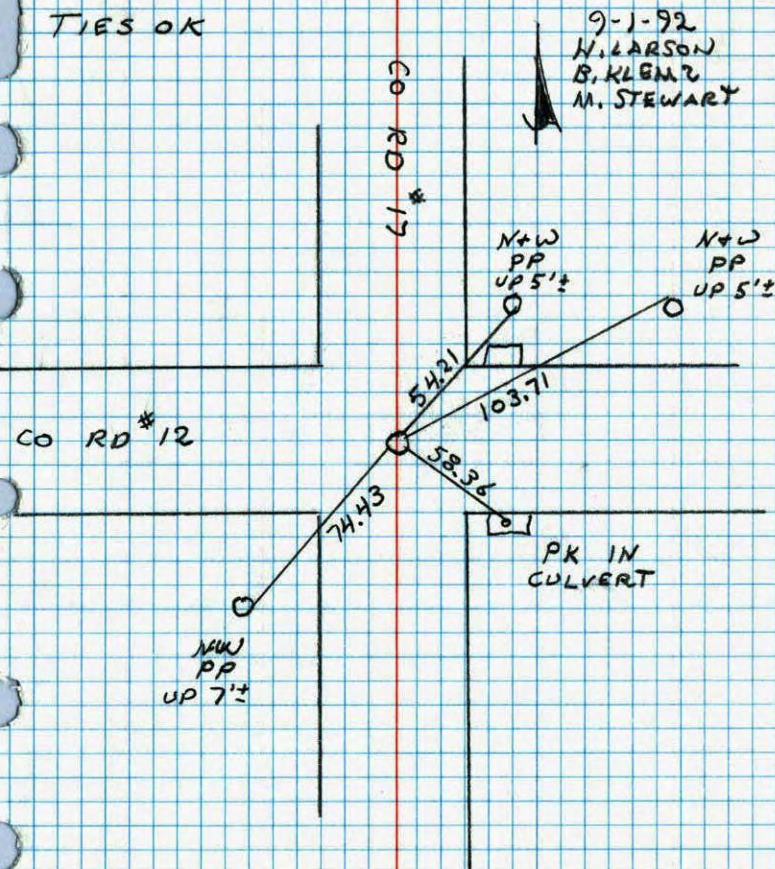 TIES OK
9-1-92
W. LARSON
B. KLEMZ
M. STEWART
CO RD #17
N+W
PP
UP 5'±
N+W
PP
UP 5'±
54.21
103.71
CO RD #12
58.36
74.43
PK IN
CULVERT
N+W
PP
UP 7'±